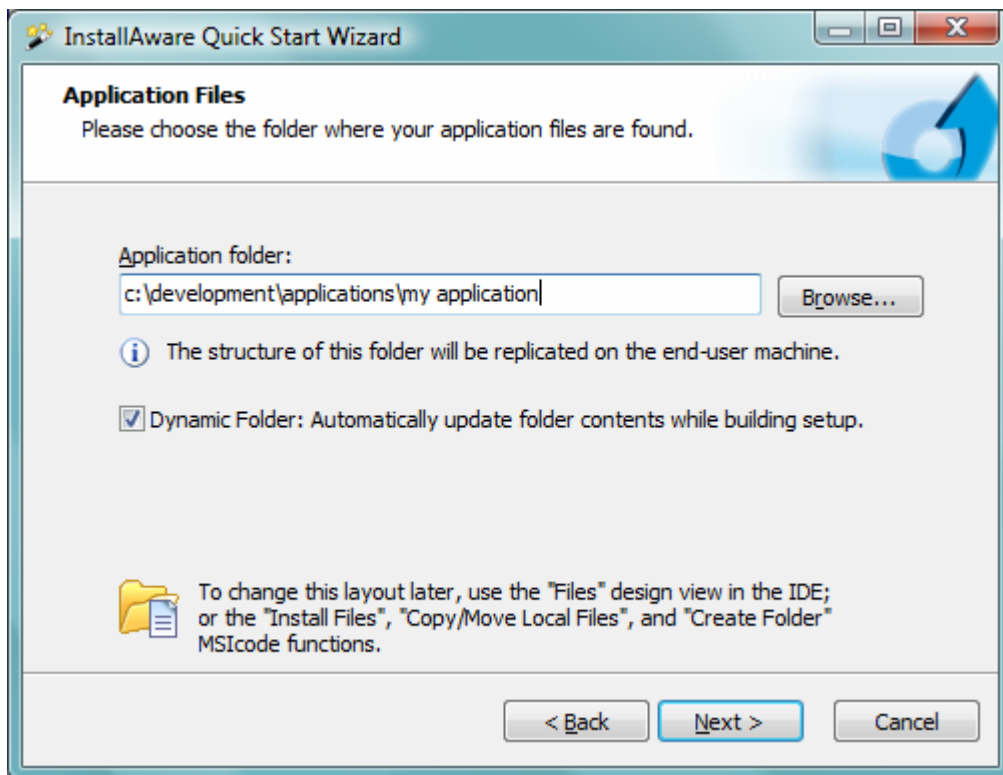 InstallAware Quick Start Wizard
Application Files
Please choose the folder where your application files are found.
Application folder:
c:\development\applications\my application
Browse...
The structure of this folder will be replicated on the end-user machine.
Dynamic Folder: Automatically update folder contents while building setup.
To change this layout later, use the "Files" design view in the IDE;
or the "Install Files", "Copy/Move Local Files", and "Create Folder"
MSIcode functions.
< Back
Next >
Cancel